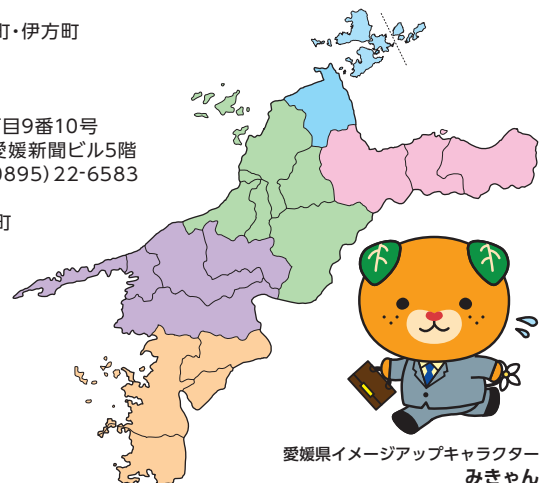 町・伊方町
目9番10号
愛媛新聞ビル5階
0895）22-6583
町
愛媛県イメージアップキャラクター
みきゃん